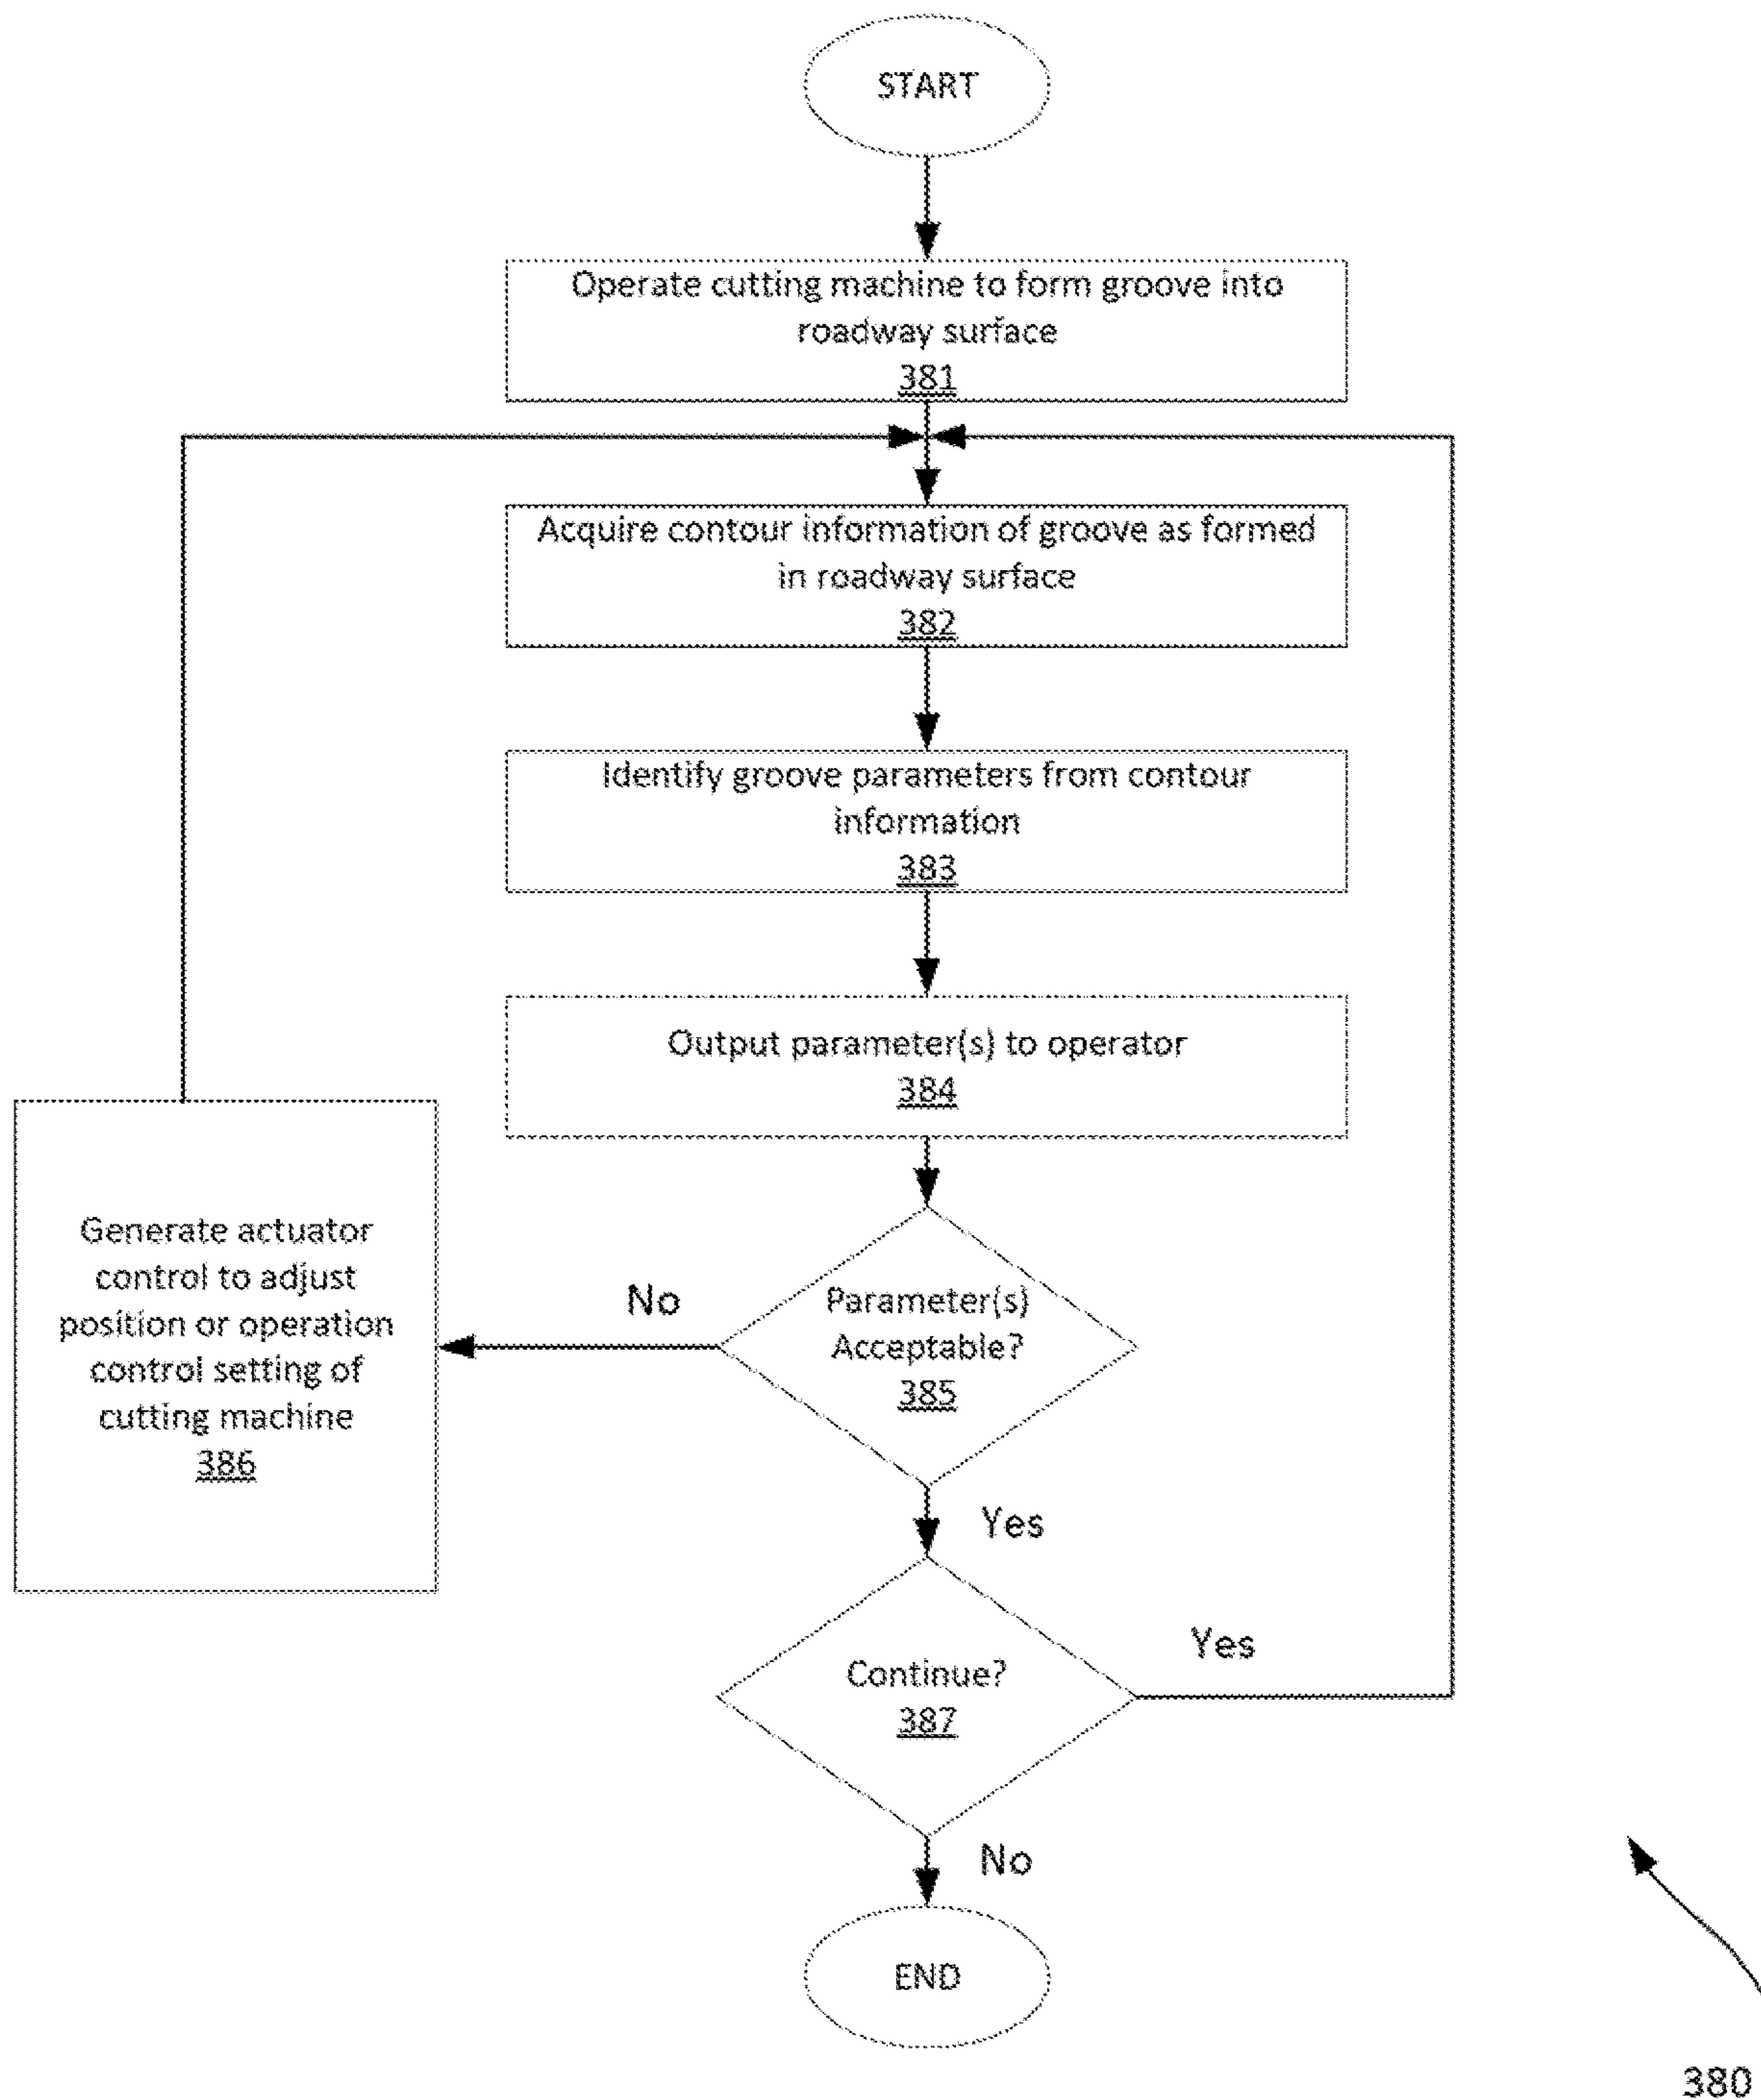 START
Operate cutting machine to form groove into
roadway surface
381
Acquire contour information of groove as formed
in roadway surface
382
Identify groove parameters from contour
information
383
Output parameter(s) to operator
384
Generate actuator
control to adjust
position or operation
control setting of
cutting machine
386
No
Parameter(s)
Acceptable?
385
Yes
Continue?
387
Yes
No
END
380